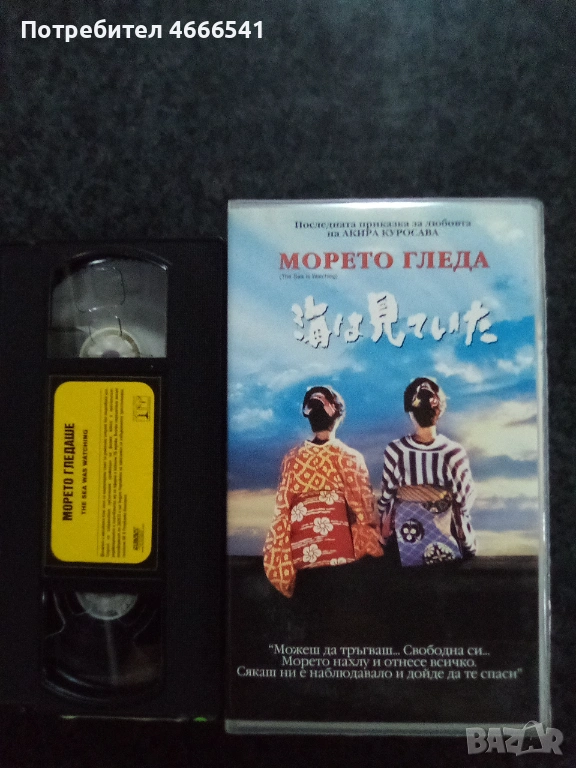 Потребител 4666541
Последната приказка за любовта
на АКИРА КУРОСАВА
МОРЕТО ГЛЕДА
(The Sea is Watching)
海は見ていた
МОРЕТО ГЛЕДАШЕ
THE SEA WAS WATCHING
"Можеш да тръгваш... Свободна си...
Морето нахлу и отнесе всичко.
Сякаш ни е наблюдавало и дойде да те спаси"
BAZAR